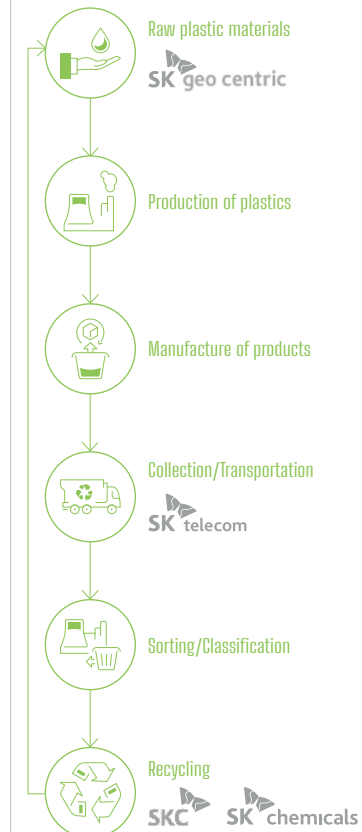 Raw plastic materials
SK geo centric
Production of plastics
Manufacture of products
Collection/Transportation
SK telecom
Sorting/Classification
Recycling
SKC SK chemicals